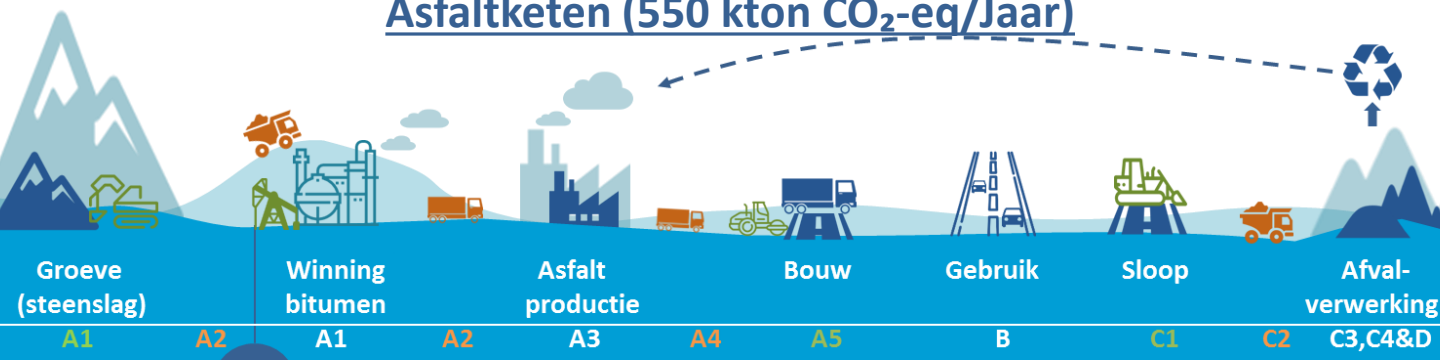 Asfaltketen (550 kton CO₂-eq/Jaar)
Groeve
(steenslag)
Winning
bitumen
Asfalt
productie
Bouw
Gebruik
Sloop
Afval-
verwerking
A1 A2 A1 A2 A3 A4 A5 B C1 C2 C3,C4&D